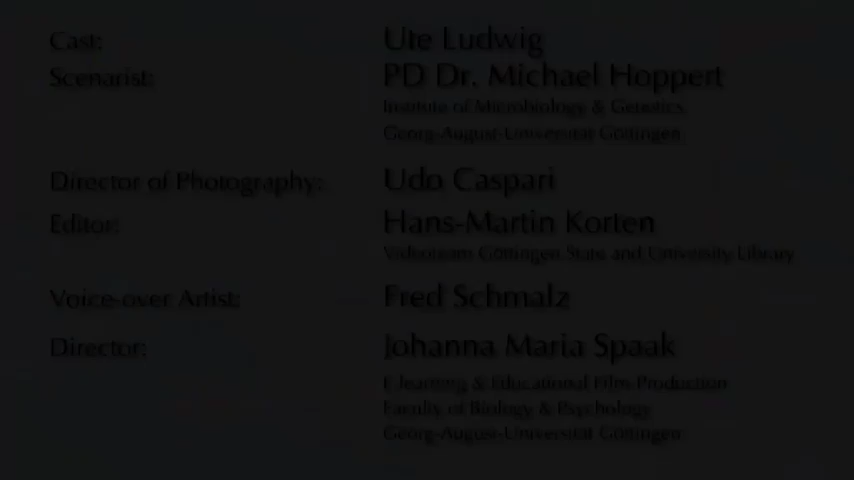 Cast: Ute Ludwig
Scenarist: PD Dr. Michael Hoppert
Institute of Microbiology & Genetics
Georg-August-Universität Göttingen
Director of Photography: Udo Caspari
Editor: Hans-Martin Korten
Videoteam Göttingen State and University Library
Voice-over Artist: Fred Schmalz
Director: Johanna Maria Spaak
E-learning & Educational Film Production
Faculty of Biology & Psychology
Georg-August-Universität Göttingen